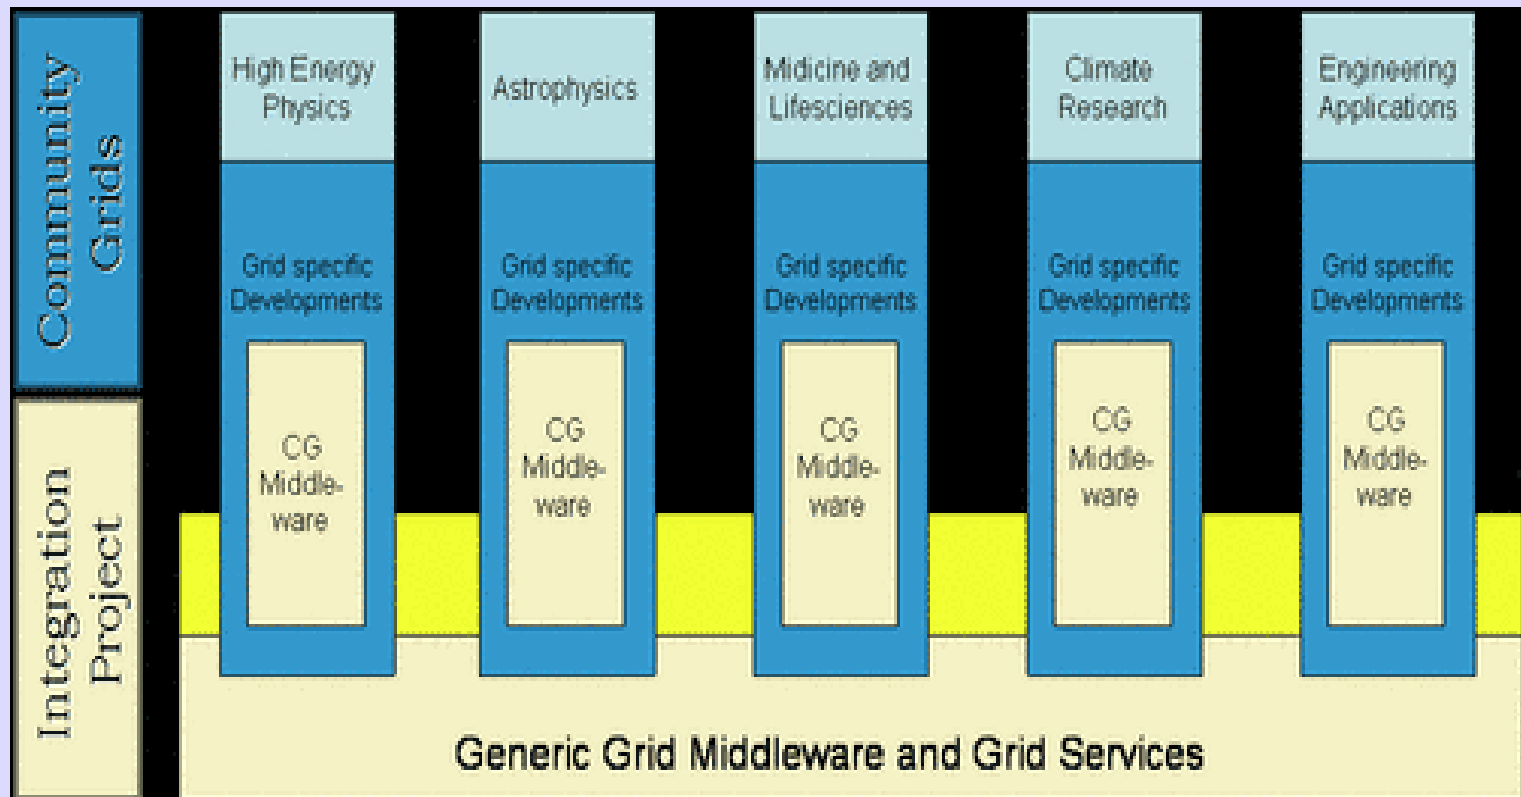 Community
Grids
Integration
Project
High Energy
Physics
Astrophysics
Midicine and
Lifesciences
Climate
Research
Engineering
Applications
Grid specific
Developments
Grid specific
Developments
Grid specific
Developments
Grid specific
Developments
Grid specific
Developments
CG
Middle-
ware
CG
Middle-
ware
CG
Middle-
ware
CG
Middle-
ware
CG
Middle-
ware
Generic Grid Middleware and Grid Services